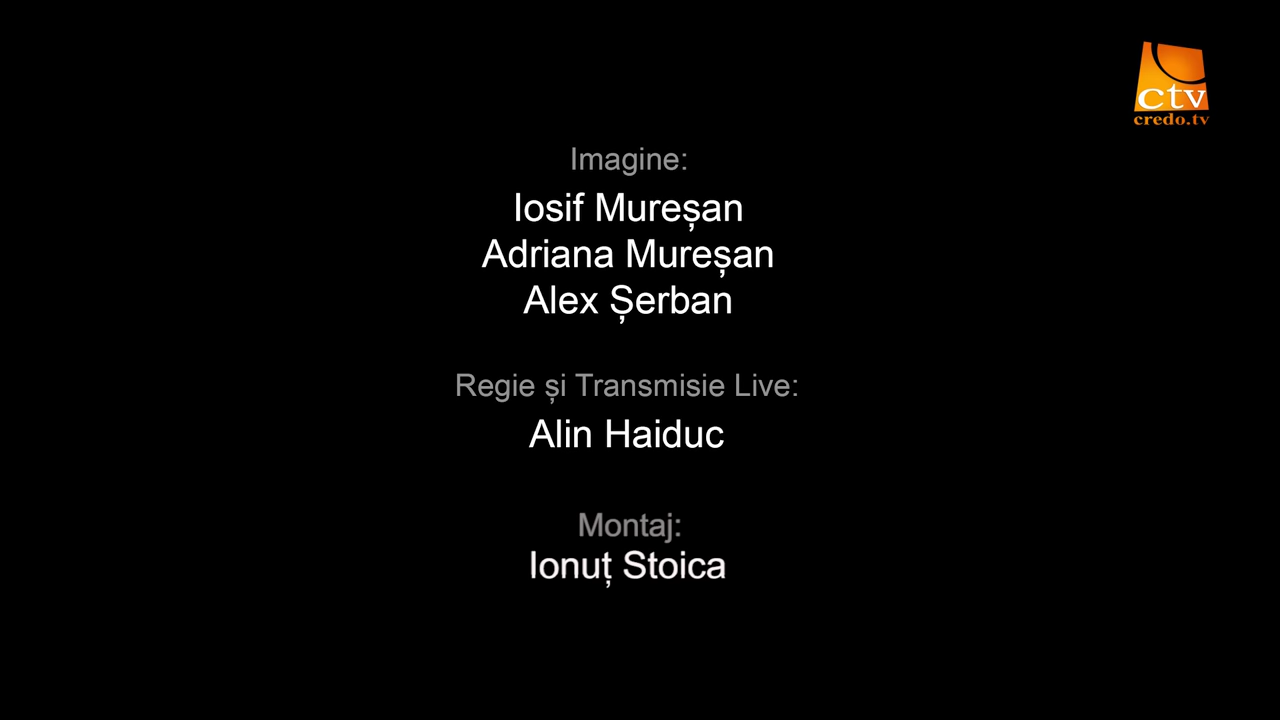 ctv
credo.tv
Imagine:
Iosif Mureșan
Adriana Mureșan
Alex Șerban
Regie și Transmisie Live:
Alin Haiduc
Montaj:
Ionuț Stoica